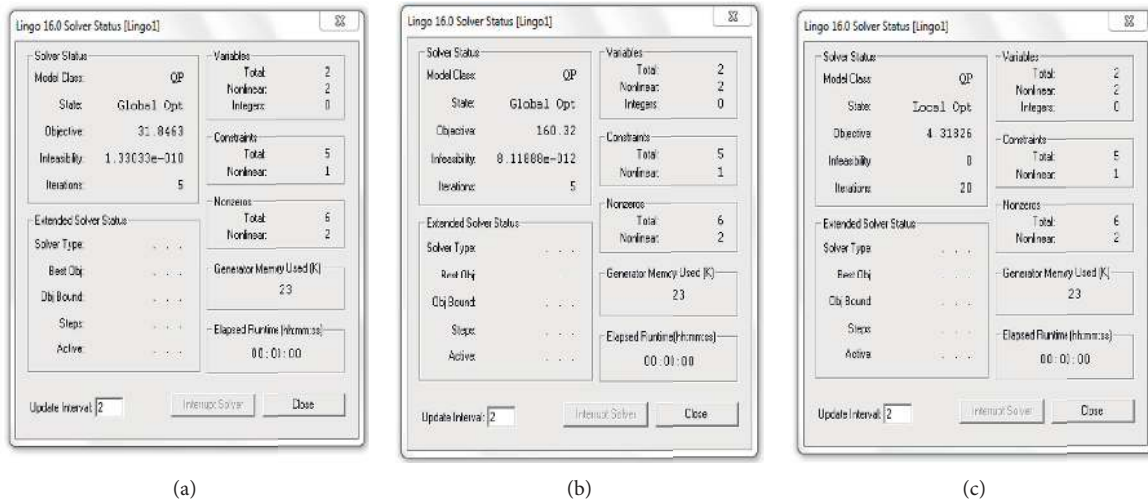 Lingo 16.0 Solver Status [Lingo1]
Solver Status
Model Class: QP
State: Global Opt
Objective: 31.8463
Infeasibility: 1.33033e-010
Iterations: 5
Extended Solver Status
Solver Type: . . .
Best Obj: . . .
Obj Bound: . . .
Steps: . . .
Active: . . .
Variables
Total: 2
Nonlinear: 2
Integers: 0
Constraints
Total: 5
Nonlinear: 1
Nonzeros
Total: 6
Nonlinear: 2
Generator Memory Used (K)
23
Elapsed Runtime (hh:mm:ss)
Update Interval: 2
Interrupt Solver
Close
(a)
Lingo 16.0 Solver Status [Lingo1]
Solver Status
Model Class: QP
State: Global Opt
Objective: 160.32
Infeasibility: 8.11888e-012
Iterations: 5
Extended Solver Status
Solver Type: . . .
Best Obj:
Obj Bound: . . .
Steps: . . .
Active: . . .
Variables
Total: 2
Nonlinear: 2
Integers: 0
Constraints
Total: 5
Nonlinear: 1
Nonzeros
Total: 6
Nonlinear: 2
Generator Memory Used (K)
23
Elapsed Runtime (hh:mm:ss)
Update Interval: 2
Interrupt Solver
Close
(b)
Lingo 16.0 Solver Status [Lingo1]
Solver Status
Model Class: QP
State: Local Opt
Objective: 4.31826
Infeasibility: 0
Iterations: 20
Extended Solver Status
Solver Type: . . .
Best Obj: . . .
Obj Bound: . . .
Steps: . . .
Active: . . .
Variables
Total: 2
Nonlinear: 2
Integers: 0
Constraints
Total: 5
Nonlinear: 1
Nonzeros
Total: 6
Nonlinear: 2
Generator Memory Used (K)
23
Elapsed Runtime (hh:mm:ss)
Update Interval: 2
Interrupt Solver
Close
(c)